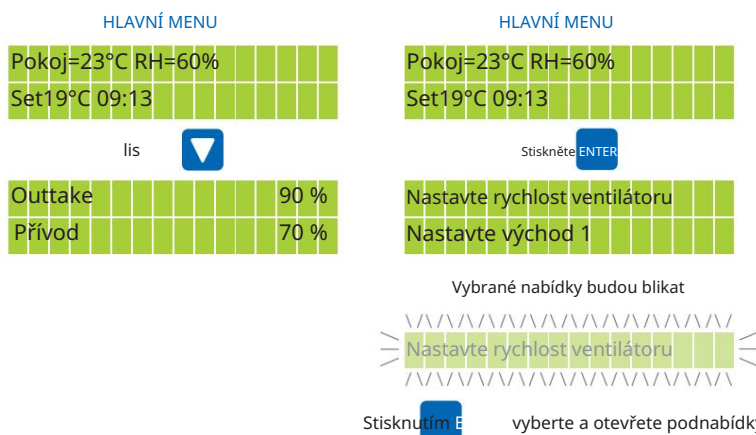 HLAVNÍ MENU
Pokoj=23°C RH=60%
Set19°C 09:13
lis
Outtake 90 %
Přívod 70 %
HLAVNÍ MENU
Pokoj=23°C RH=60%
Set19°C 09:13
Stiskněte ENTER
Nastavte rychlost ventilátoru
Nastavte východ 1
Vybrané nabídky budou blikat
Nastavte rychlost ventilátoru
Stisknutím E vyberte a otevřete podnabídky